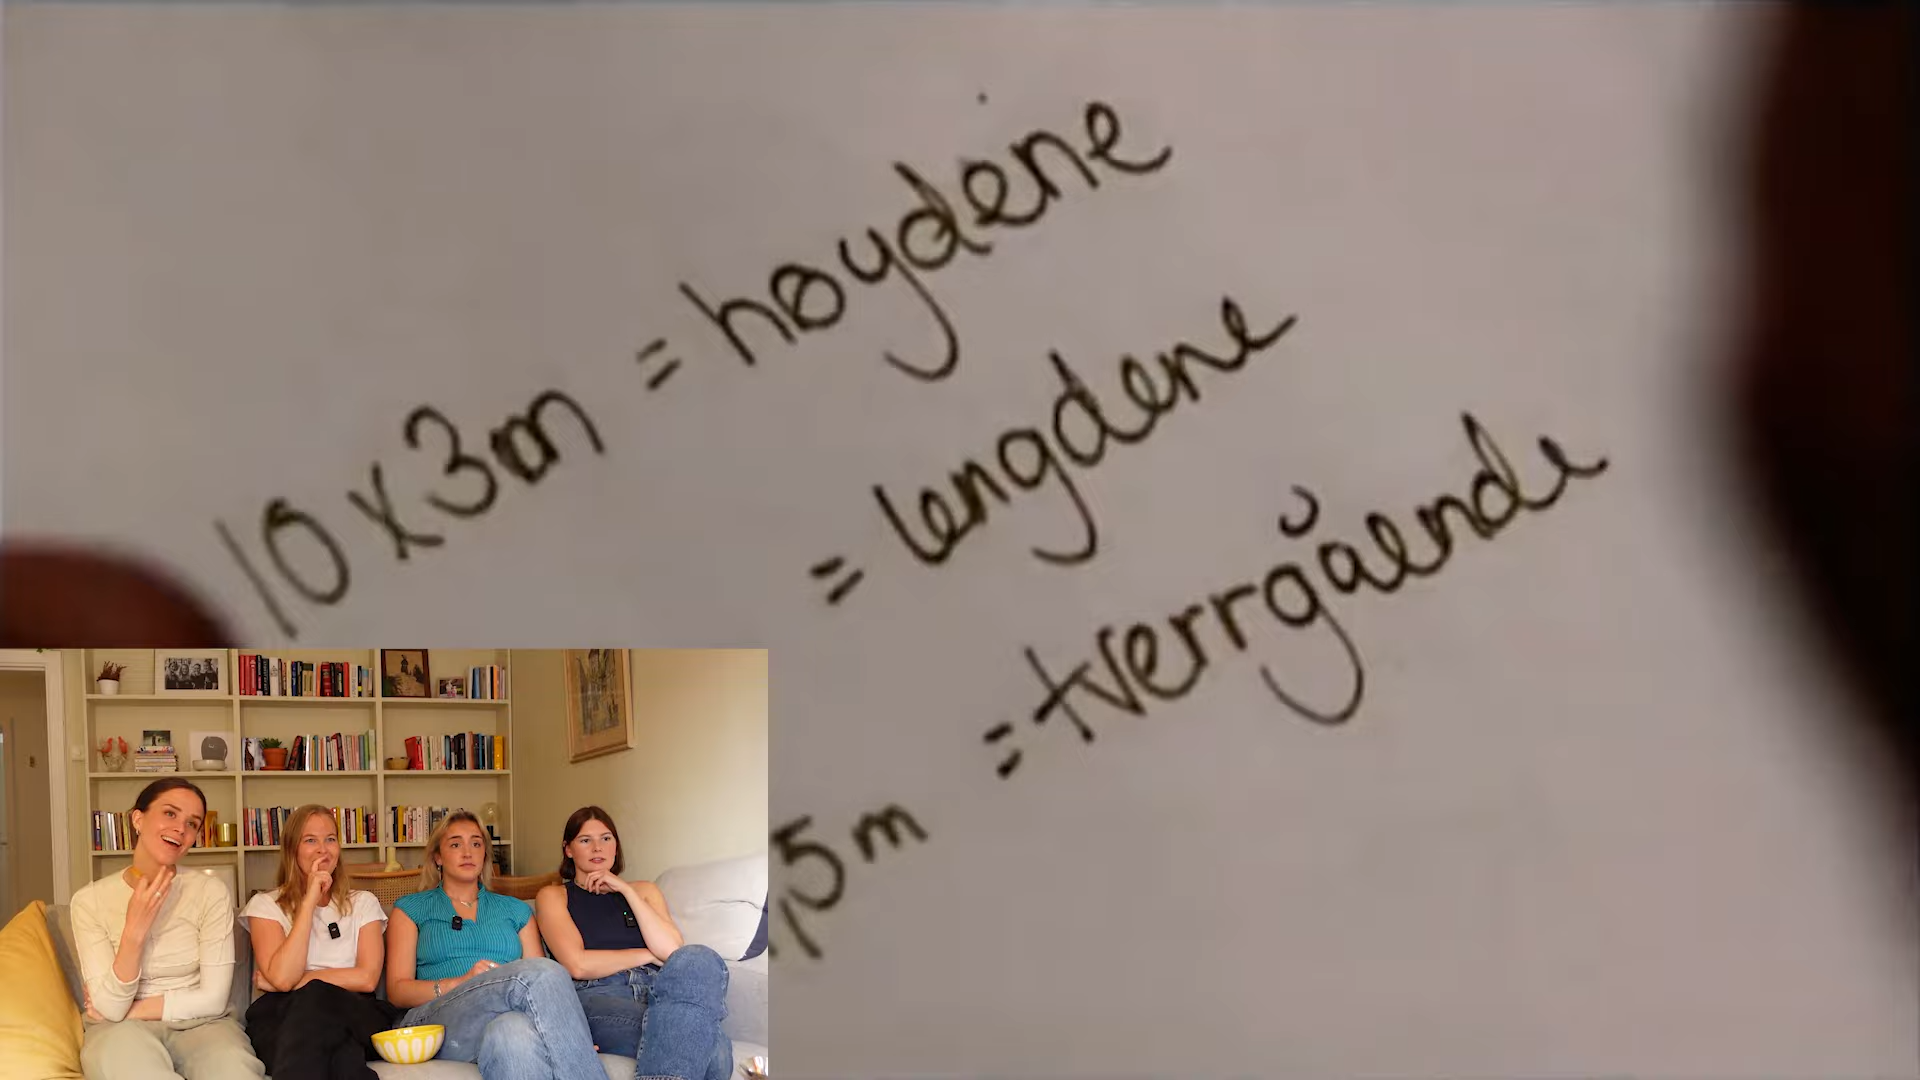 10 x 3m = høydene
= lengdene
,5m = tverrgående